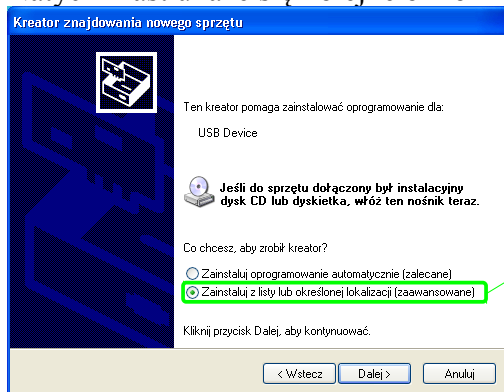 Kreator znajdowania nowego sprzętu
Ten kreator pomaga zainstalować oprogramowanie dla:
USB Device
Jeśli do sprzętu dołączony był instalacyjny
dysk CD lub dyskietka, włóż ten nośnik teraz.
Co chcesz, aby zrobił kreator?
Zainstaluj oprogramowanie automatycznie (zalecane)
Zainstaluj z listy lub określonej lokalizacji (zaawansowane)
Kliknij przycisk Dalej, aby kontynuować.
< Wstecz Dalej > Anuluj